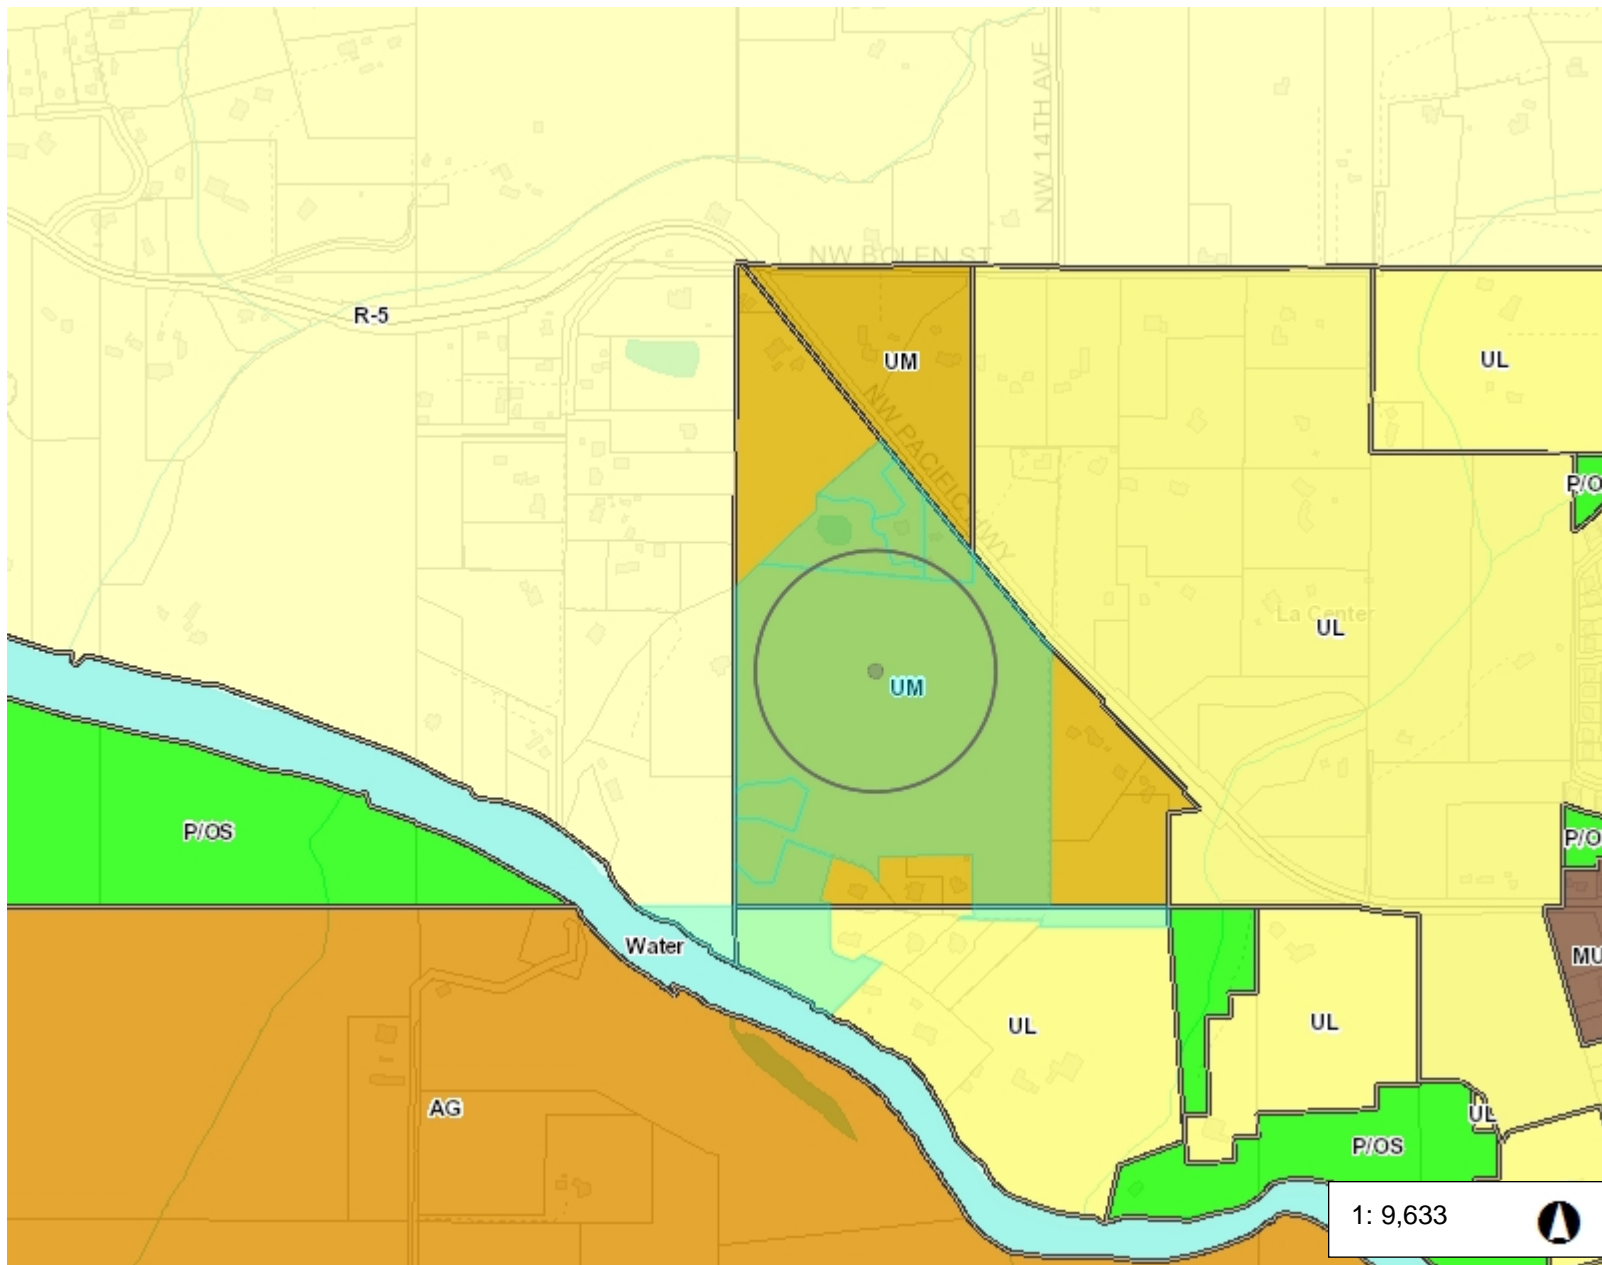 NW 14TH AVE
NW BOLEN ST
R-5
UM
UL
NW PACIFIC HWY
P/O
La Center
UL
UM
P/OS
P/O
Water
MU
UL
UL
AG
UL
P/OS
1: 9,633